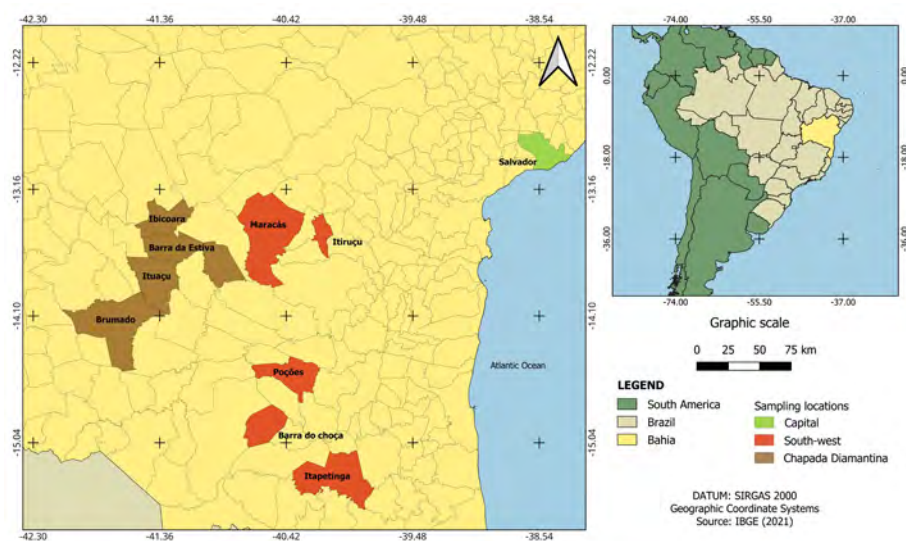 -42.30 -41.36 -40.42 -39.48 -38.54
-74.00 -55.50 -37.00
-12.22
-12.22
0.00
0.00
Salvador
-13.16
-13.16
-18.00
-18.00
Ibicoara
Maracás
Itiruçu
Barra da Estiva
-36.00
-36.00
Ituaçu
-74.00 -55.50 -37.00
Brumado
-14.10
-14.10
Graphic scale
0 25 50 75 km
Poções
Atlantic Ocean
LEGEND
South America
Brazil
Bahia
Sampling locations
Capital
South-west
Chapada Diamantina
Barra do choça
-15.04
-15.04
Itapetinga
DATUM: SIRGAS 2000
Geographic Coordinate Systems
Source: IBGE (2021)
-42.30 -41.36 -40.42 -39.48 -38.54